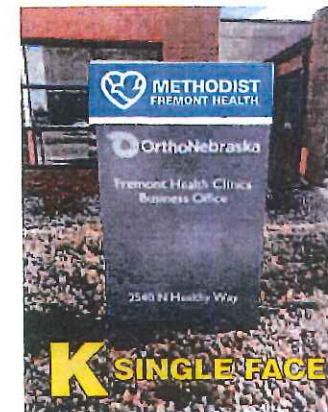 METHODIST
FREMONT HEALTH
OrthoNebraska
Fremont Health Clinics
Business Office
2540 N Healthy Way
K SINGLE FACE